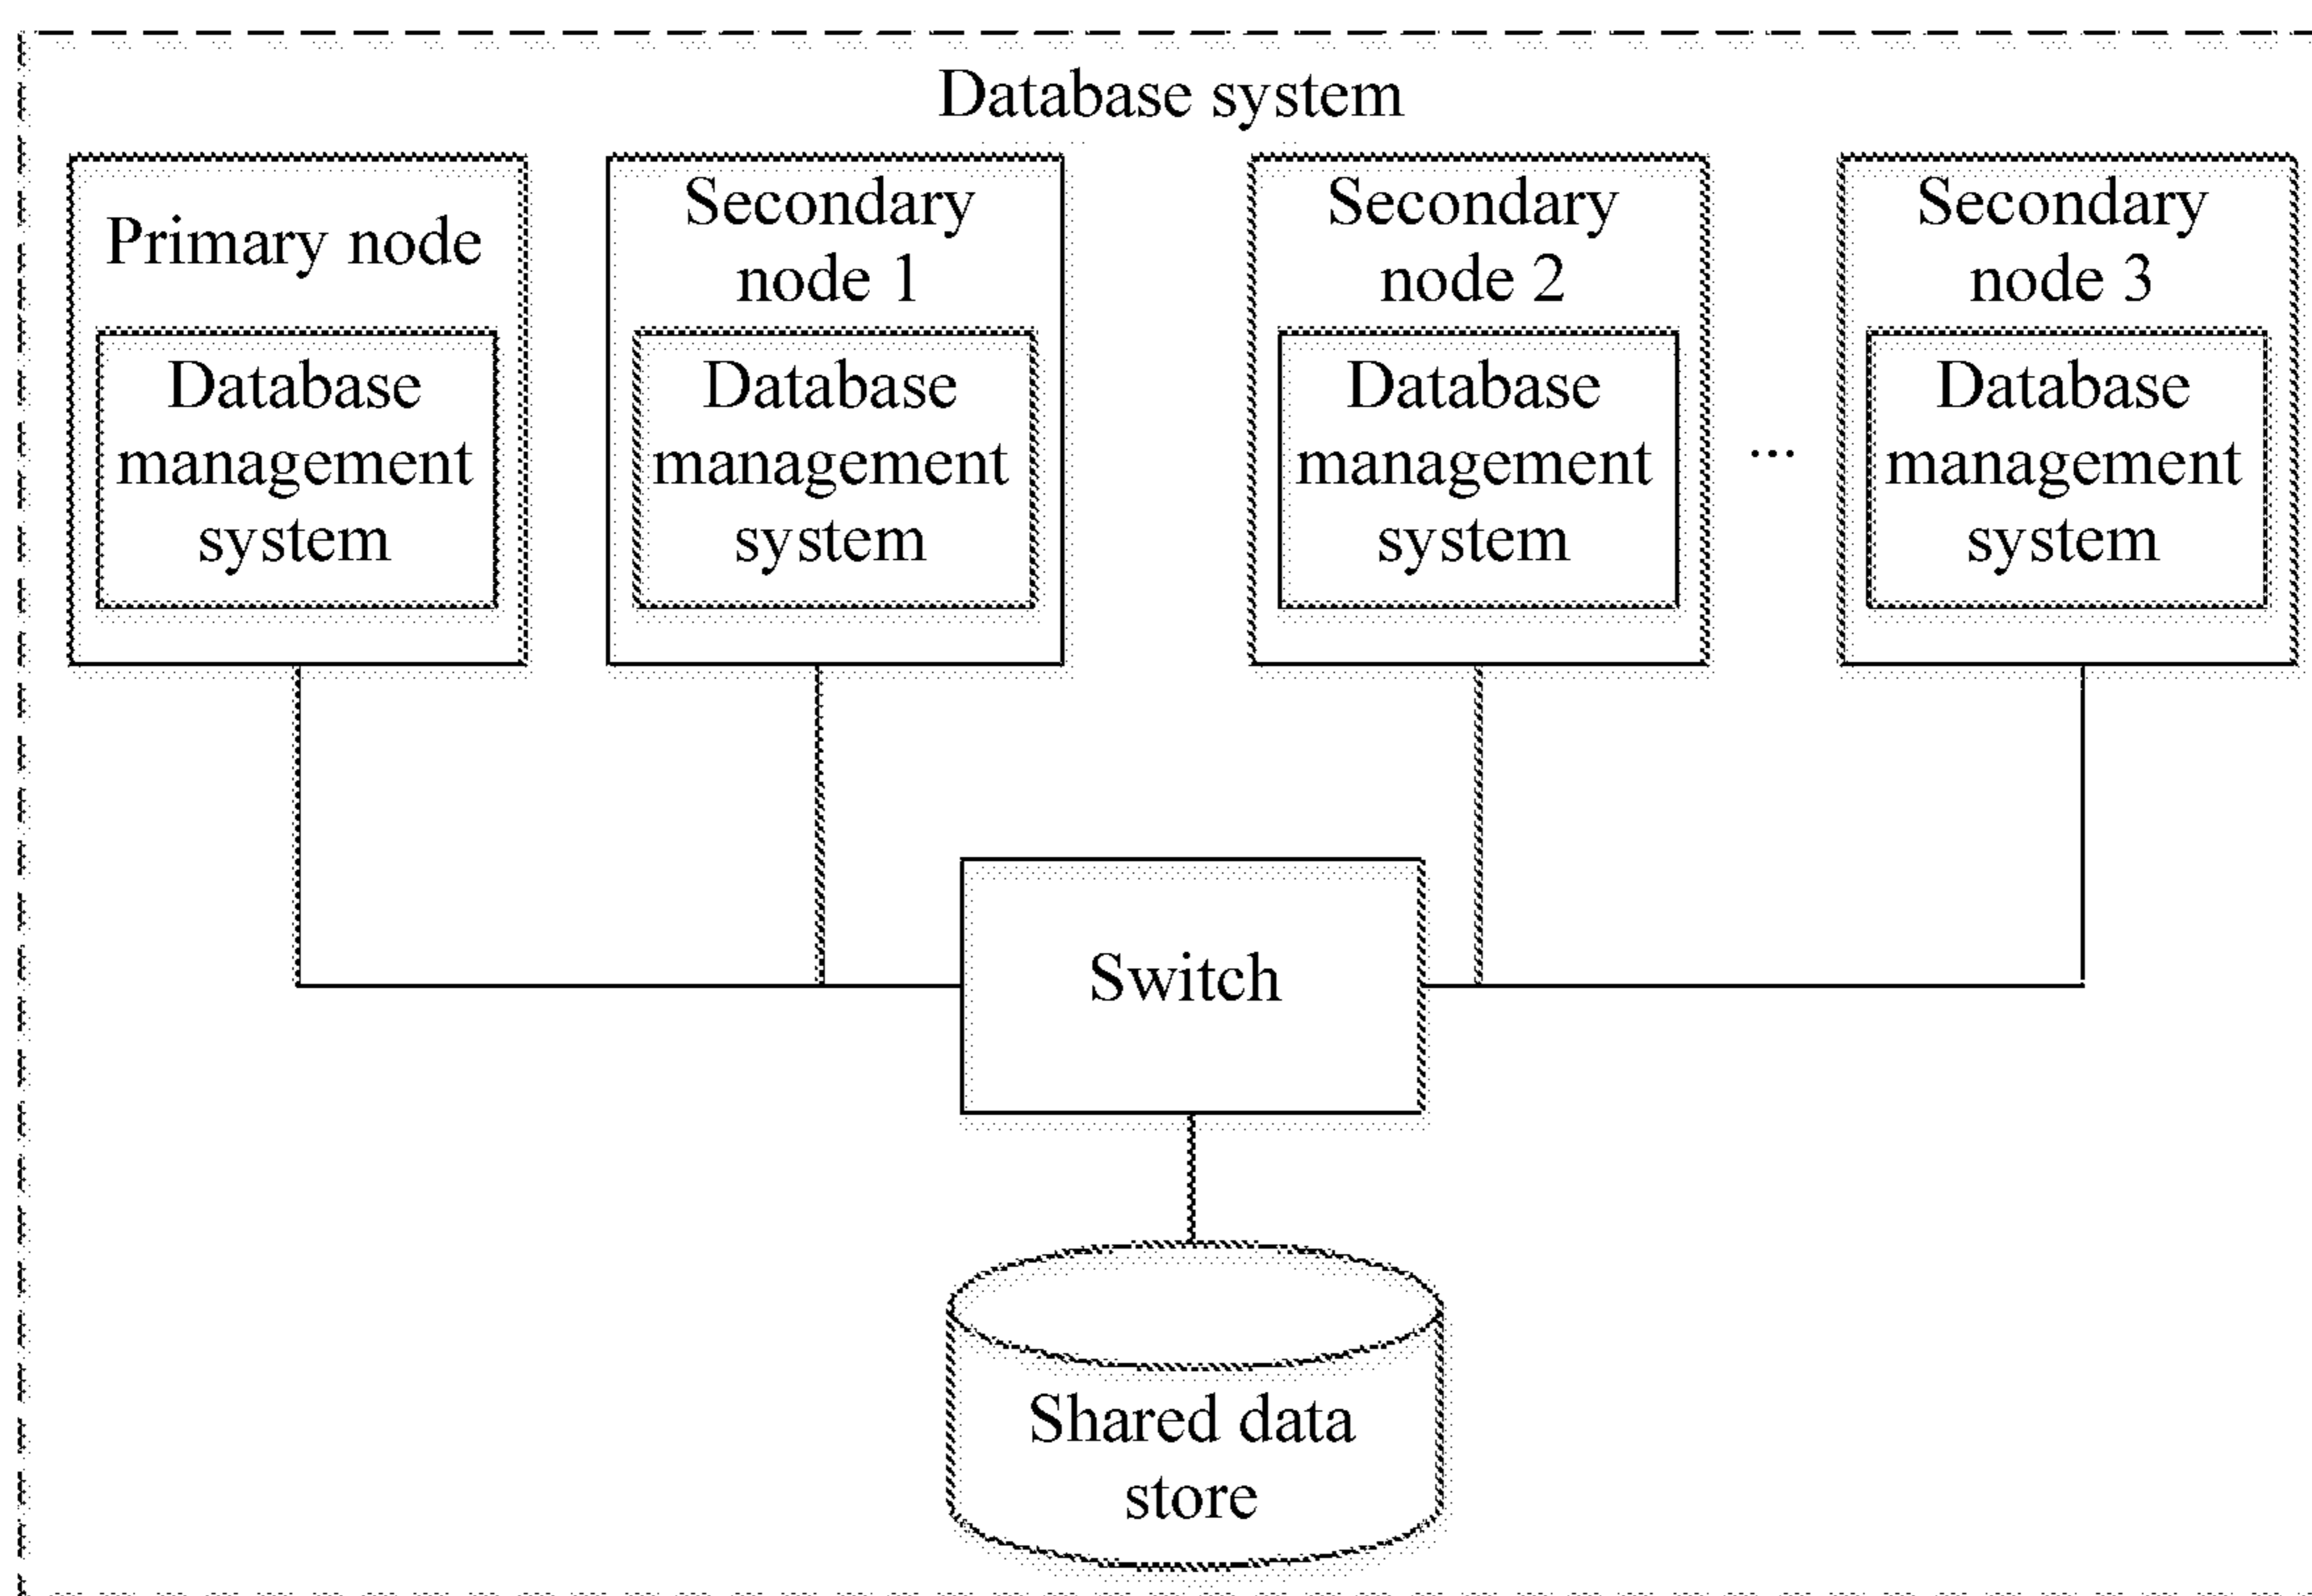 Database system
Primary node
Database
management
system
Secondary
node 1
Database
management
system
Secondary
node 2
Database
management
system
...
Secondary
node 3
Database
management
system
Switch
Shared data
store